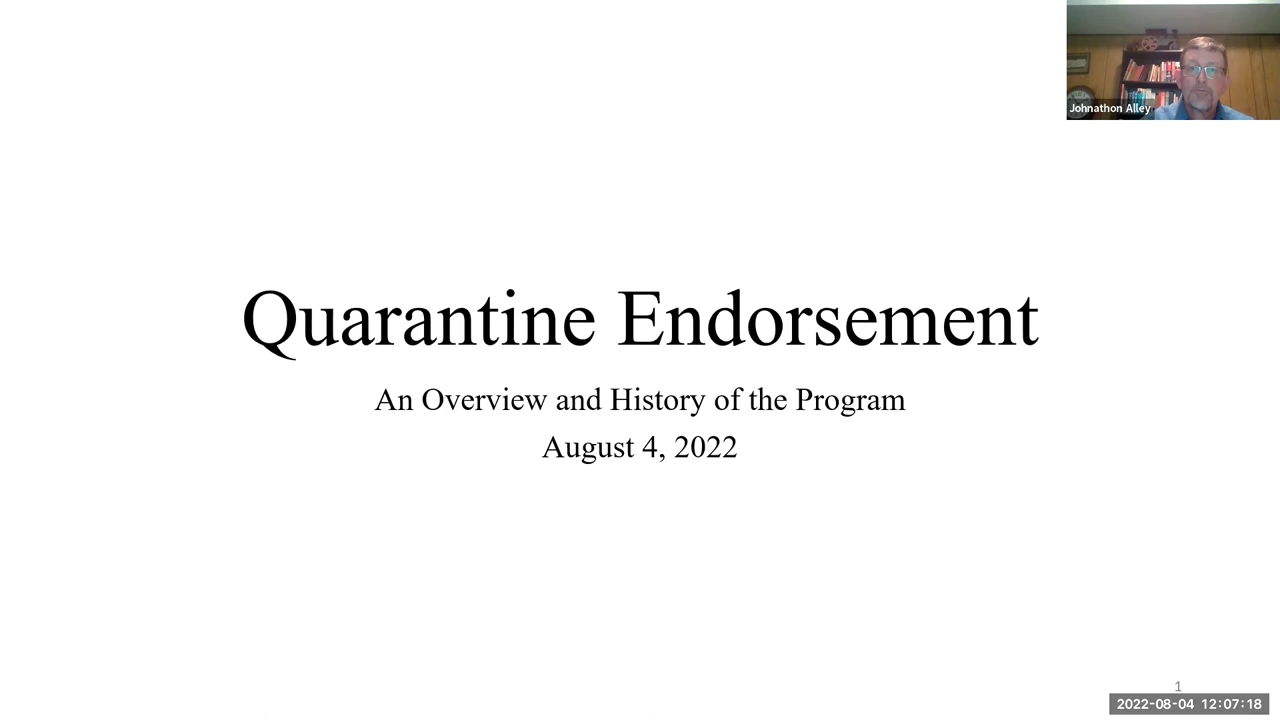 Johnathon Alley
Quarantine Endorsement
An Overview and History of the Program
August 4, 2022
1
2022-08-04 12:07:18